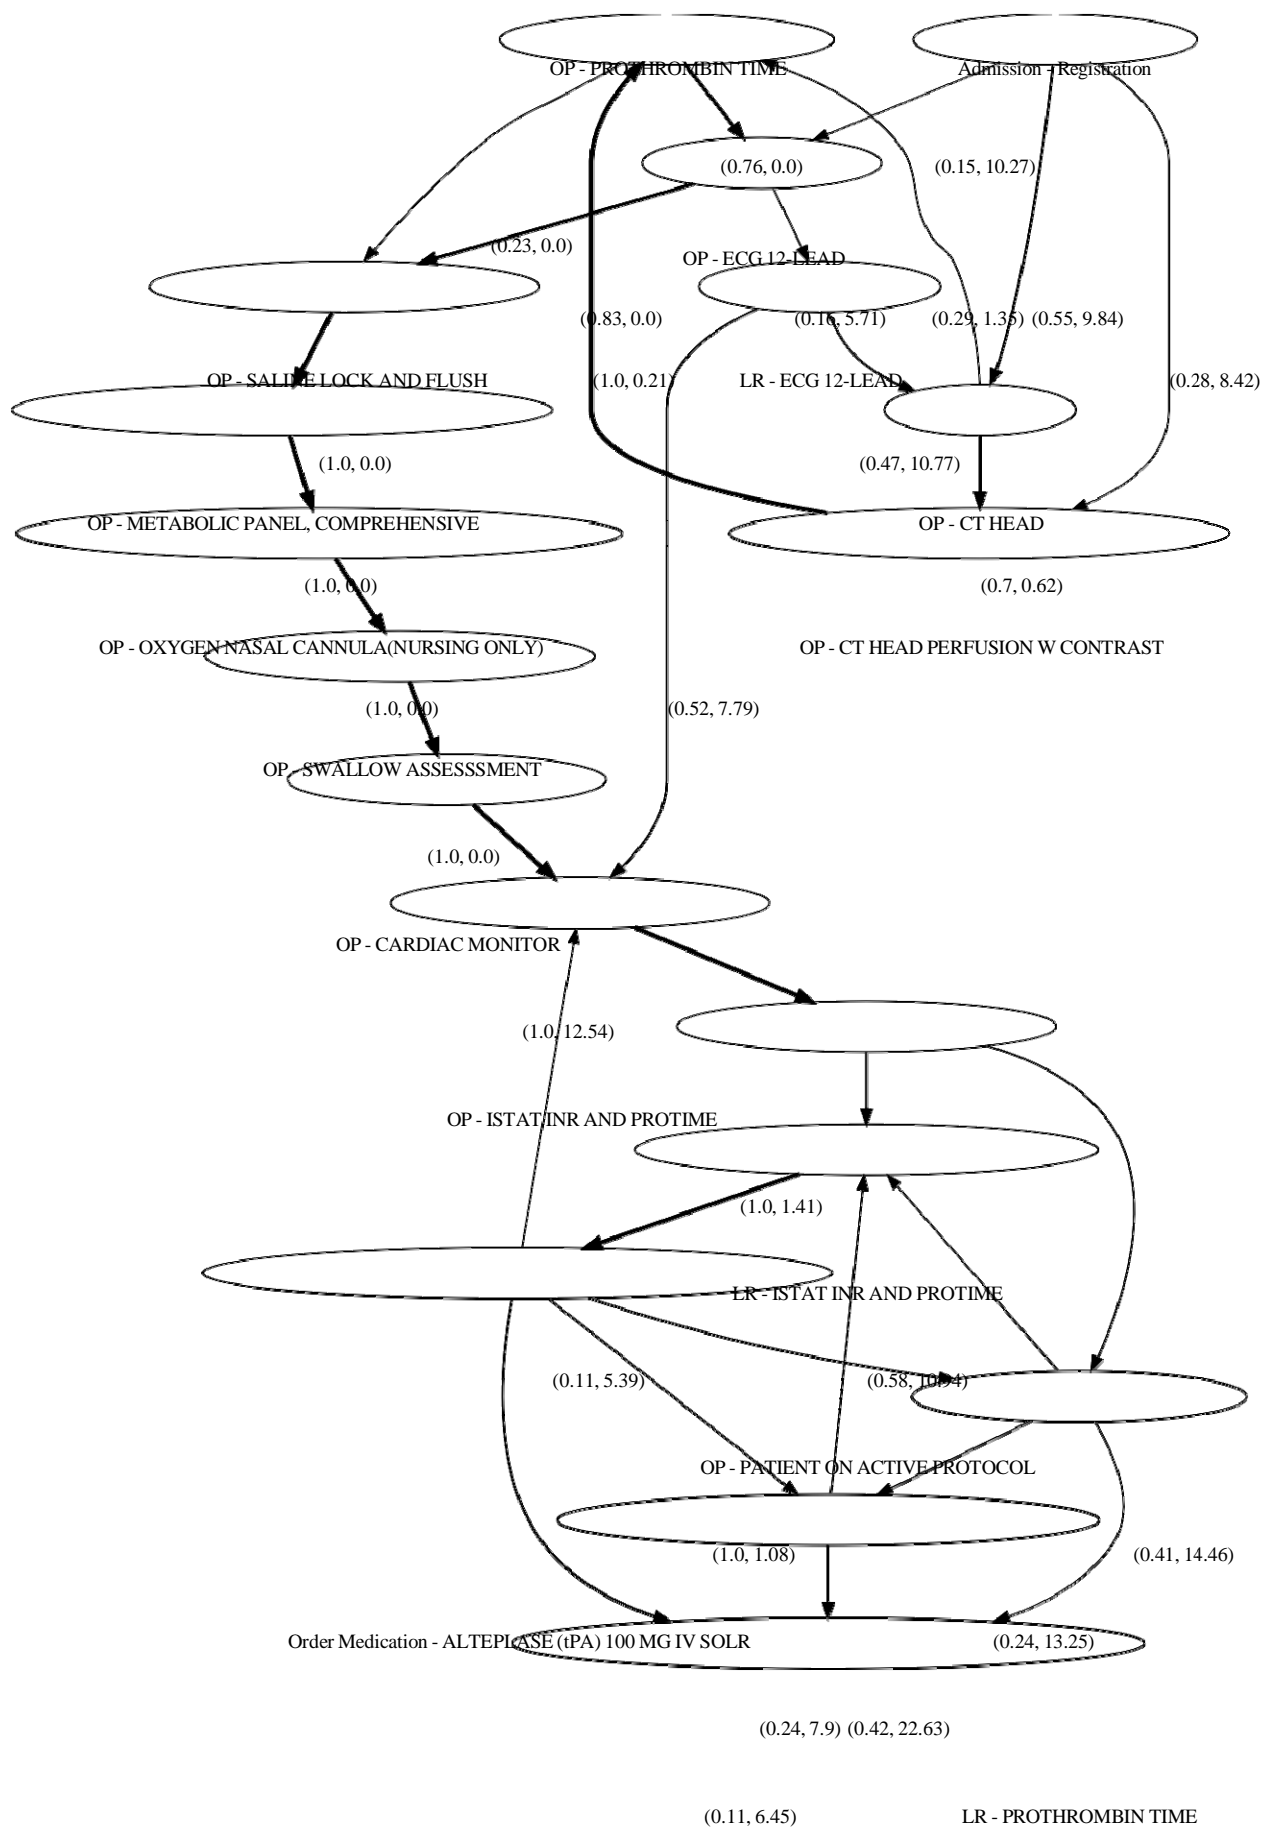 OP - PROTHROMBIN TIME
Admission - Registration
(0.76, 0.0)
(0.15, 10.27)
(0.23, 0.0)
OP - ECG 12-LEAD
(0.83, 0.0)
(0.16, 5.71)
(0.29, 1.35)
(0.55, 9.84)
OP - SALINE LOCK AND FLUSH
(1.0, 0.21)
LR - ECG 12-LEAD
(0.28, 8.42)
(1.0, 0.0)
(0.47, 10.77)
OP - METABOLIC PANEL, COMPREHENSIVE
OP - CT HEAD
(1.0, 0.0)
(0.7, 0.62)
OP - OXYGEN NASAL CANNULA(NURSING ONLY)
OP - CT HEAD PERFUSION W CONTRAST
(1.0, 0.0)
(0.52, 7.79)
OP - SWALLOW ASSESSSMENT
(1.0, 0.0)
OP - CARDIAC MONITOR
(1.0, 12.54)
OP - ISTAT INR AND PROTIME
(1.0, 1.41)
LR - ISTAT INR AND PROTIME
(0.11, 5.39)
(0.58, 10.94)
OP - PATIENT ON ACTIVE PROTOCOL
(1.0, 1.08)
(0.41, 14.46)
Order Medication - ALTEPLASE (tPA) 100 MG IV SOLR
(0.24, 13.25)
(0.24, 7.9)
(0.42, 22.63)
(0.11, 6.45)
LR - PROTHROMBIN TIME